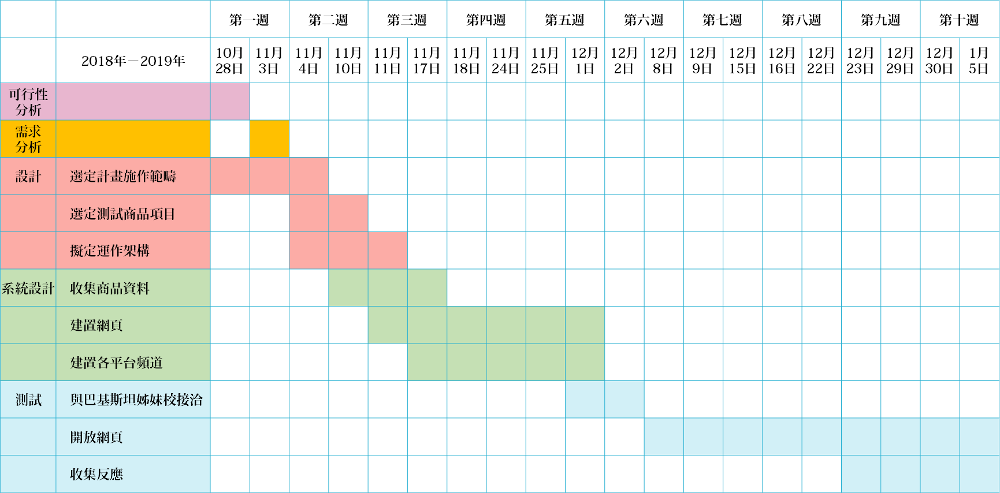 第一週 第二週 第三週 第四週 第五週 第六週 第七週 第八週 第九週 第十週
2018年－2019年
10月 11月 11月 11月 11月 11月 11月 11月 11月 12月 12月 12月 12月 12月 12月 12月 12月 12月 12月 1月
28日 3日 4日 10日 11日 17日 18日 24日 25日 1日 2日 8日 9日 15日 16日 22日 23日 29日 30日 5日
可行性
分析
需求
分析
設計 選定計畫施作範疇
選定測試商品項目
擬定運作架構
系統設計 收集商品資料
建置網頁
建置各平台頻道
測試 與巴基斯坦姊妹校接洽
開放網頁
收集反應